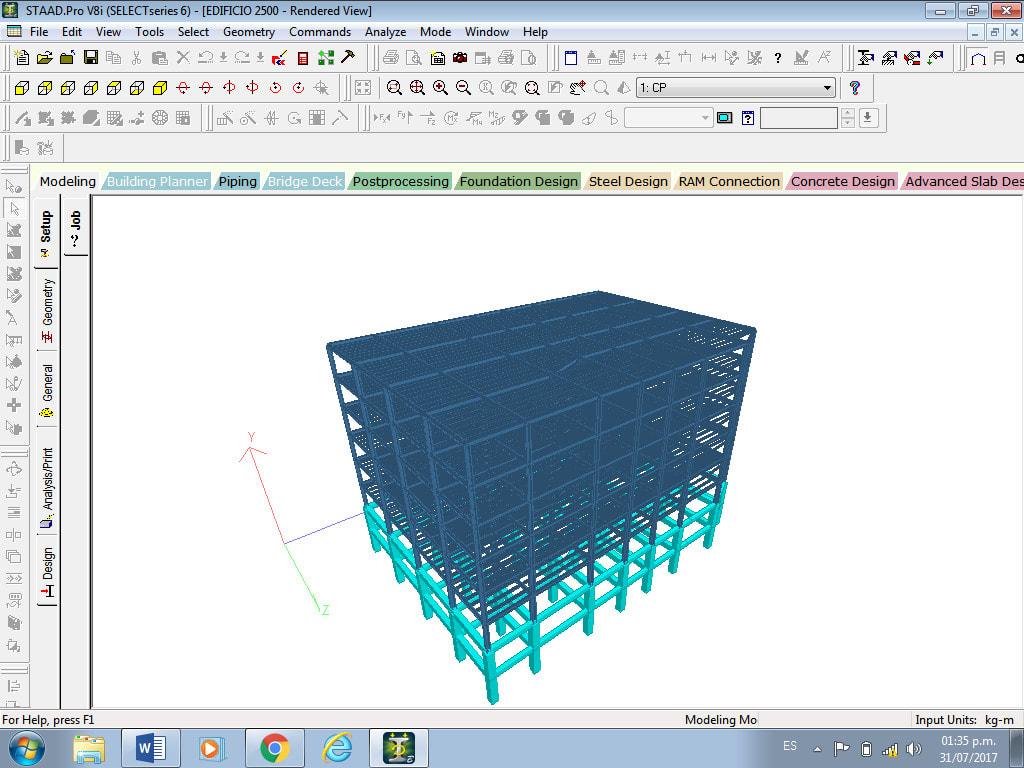 STAAD.Pro V8i (SELECTseries 6) - [EDIFICIO 2500 - Rendered View]
File Edit View Tools Select Geometry Commands Analyze Mode Window Help
1: CP
Modeling Building Planner Piping Bridge Deck Postprocessing Foundation Design Steel Design RAM Connection Concrete Design Advanced Slab Des
Setup
Geometry
General
Analysis/Print
Design
Job
Y
Z
For Help, press F1 Modeling Mo Input Units: kg-m
ES
01:35 p.m.
31/07/2017